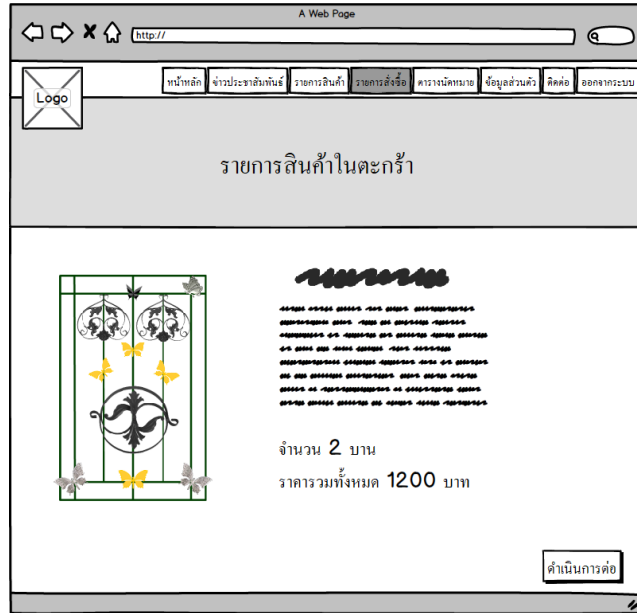 A Web Page
http://
Logo
หน้าหลัก ข่าวประชาสัมพันธ์ รายการสินค้า รายการสั่งซื้อ ตารางนัดหมาย ข้อมูลส่วนตัว ติดต่อ ออกจากระบบ
รายการสินค้าในตะกร้า
จำนวน 2 บาน
ราคารวมทั้งหมด 1200 บาท
ดำเนินการต่อ